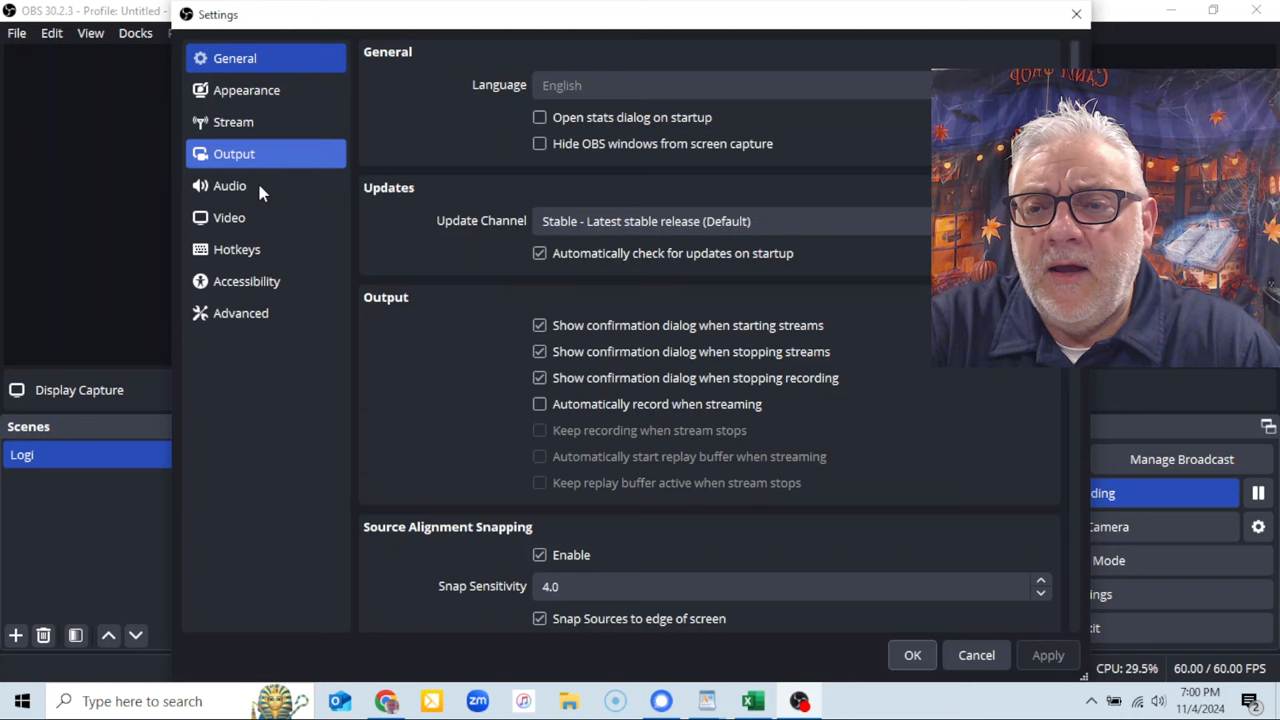 OBS 30.2.3 - Profile: Untitled -
Settings
File Edit View Docks
General
Appearance
Stream
Output
Audio
Video
Hotkeys
Accessibility
Advanced
General
Language English
Open stats dialog on startup
Hide OBS windows from screen capture
Updates
Update Channel Stable - Latest stable release (Default)
Automatically check for updates on startup
Output
Show confirmation dialog when starting streams
Show confirmation dialog when stopping streams
Show confirmation dialog when stopping recording
Automatically record when streaming
Keep recording when stream stops
Automatically start replay buffer when streaming
Keep replay buffer active when stream stops
Source Alignment Snapping
Enable
Snap Sensitivity 4.0
Snap Sources to edge of screen
OK Cancel Apply
CANDY SHOP
Display Capture
Scenes
Logi
Manage Broadcast
ding
Camera
Mode
ngs
it
CPU: 29.5% 60.00 / 60.00 FPS
Type here to search
zm
7:00 PM
11/4/2024
2